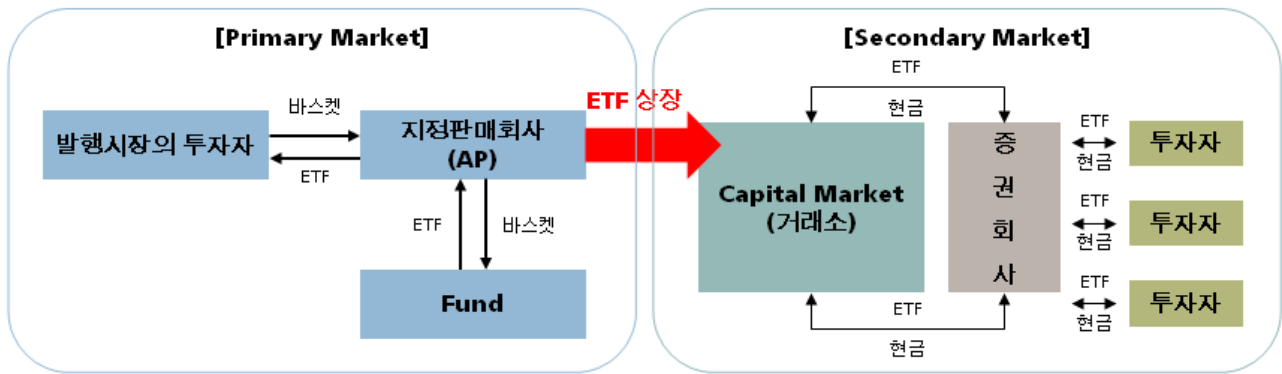 [Primary Market]
발행시장의 투자자
바스켓
ETF
지정판매회사
(AP)
ETF
바스켓
Fund
ETF 상장
[Secondary Market]
ETF
현금
Capital Market
(거래소)
증
권
회
사
ETF
현금
ETF
현금
투자자
ETF
현금
투자자
ETF
현금
투자자